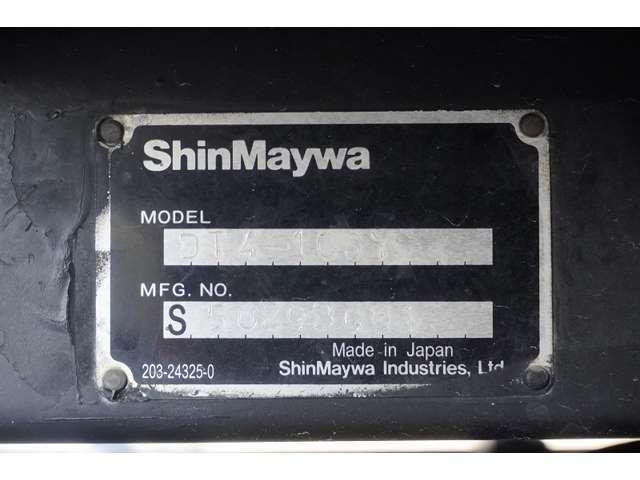 ShinMaywa
MODEL
MFG. NO.
S
Made in Japan
203-24325-0
ShinMaywa Industries, Ltd